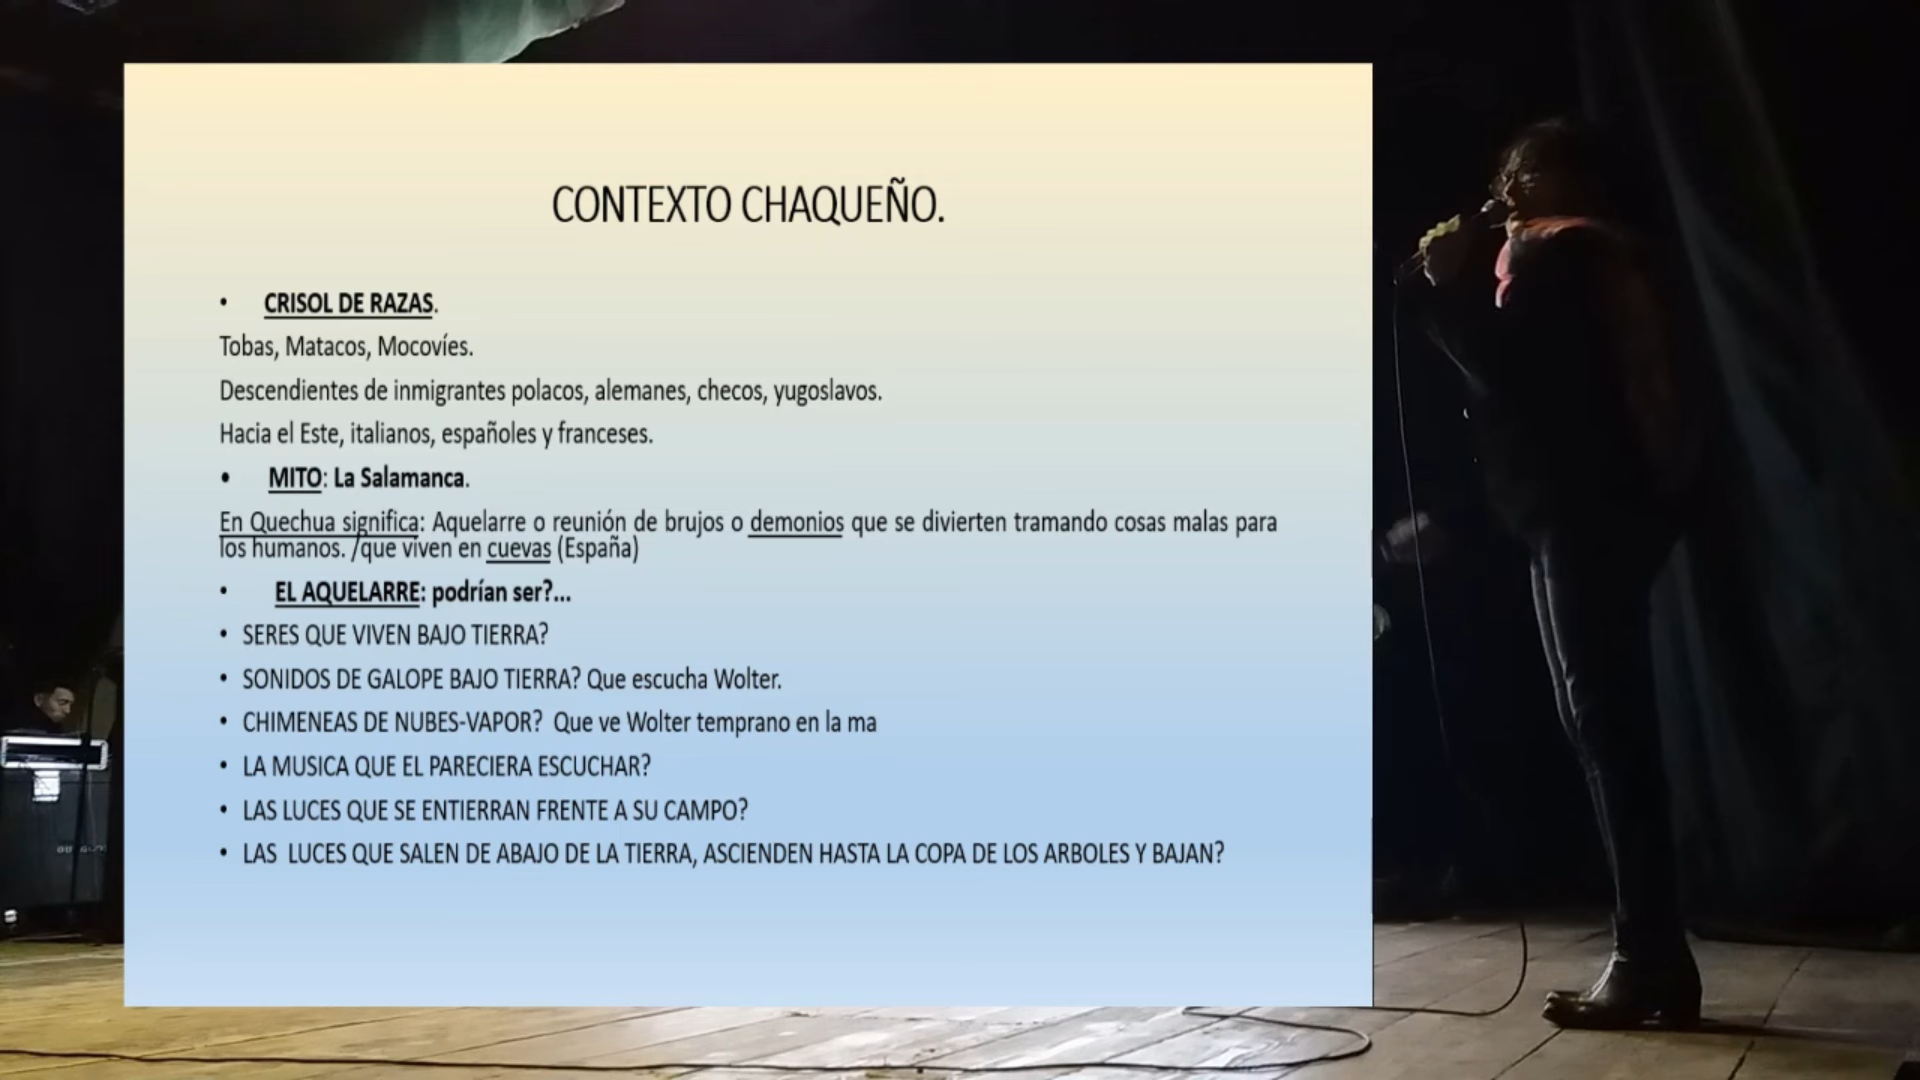 CONTEXTO CHAQUEÑO.
• CRISOL DE RAZAS.
Tobas, Matacos, Mocovíes.
Descendientes de inmigrantes polacos, alemanes, checos, yugoslavos.
Hacia el Este, italianos, españoles y franceses.
• MITO: La Salamanca.
En Quechua significa: Aquelarre o reunión de brujos o demonios que se divierten tramando cosas malas para
los humanos. /que viven en cuevas (España)
• EL AQUELARRE: podrían ser?...
• SERES QUE VIVEN BAJO TIERRA?
• SONIDOS DE GALOPE BAJO TIERRA? Que escucha Wolter.
• CHIMENEAS DE NUBES-VAPOR? Que ve Wolter temprano en la ma
• LA MUSICA QUE EL PARECIERA ESCUCHAR?
• LAS LUCES QUE SE ENTIERRAN FRENTE A SU CAMPO?
• LAS LUCES QUE SALEN DE ABAJO DE LA TIERRA, ASCIENDEN HASTA LA COPA DE LOS ARBOLES Y BAJAN?